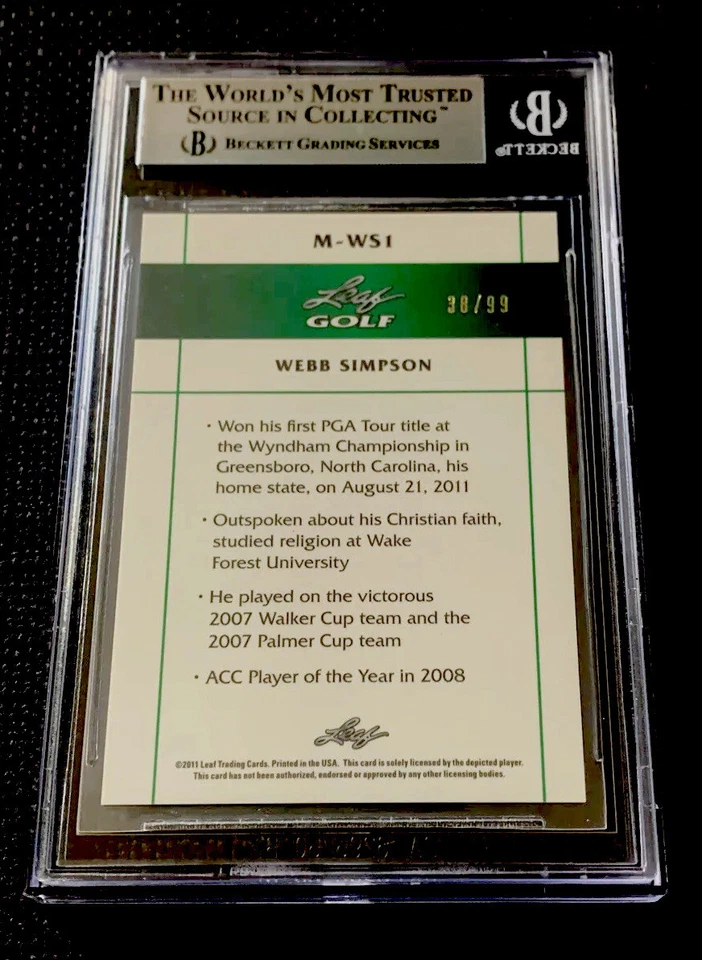 THE WORLD'S MOST TRUSTED
SOURCE IN COLLECTING™
(B) BECKETT GRADING SERVICES
B
BECKETT®
M-WS1
Leaf
GOLF
38/99
WEBB SIMPSON
• Won his first PGA Tour title at
the Wyndham Championship in
Greensboro, North Carolina, his
home state, on August 21, 2011
• Outspoken about his Christian faith,
studied religion at Wake
Forest University
• He played on the victorous
2007 Walker Cup team and the
2007 Palmer Cup team
• ACC Player of the Year in 2008
Leaf
©2011 Leaf Trading Cards. Printed in the USA. This card is solely licensed by the depicted player.
This card has not been authorized, endorsed or approved by any other licensing bodies.